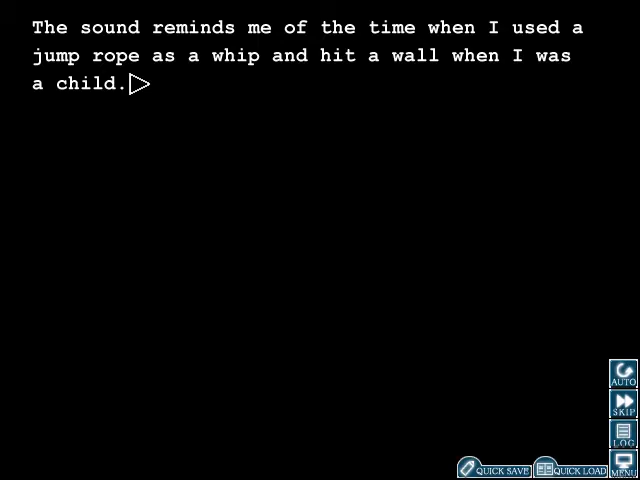 The sound reminds me of the time when I used a
jump rope as a whip and hit a wall when I was
a child.
AUTO
SKIP
LOG
QUICK SAVE QUICK LOAD MENU